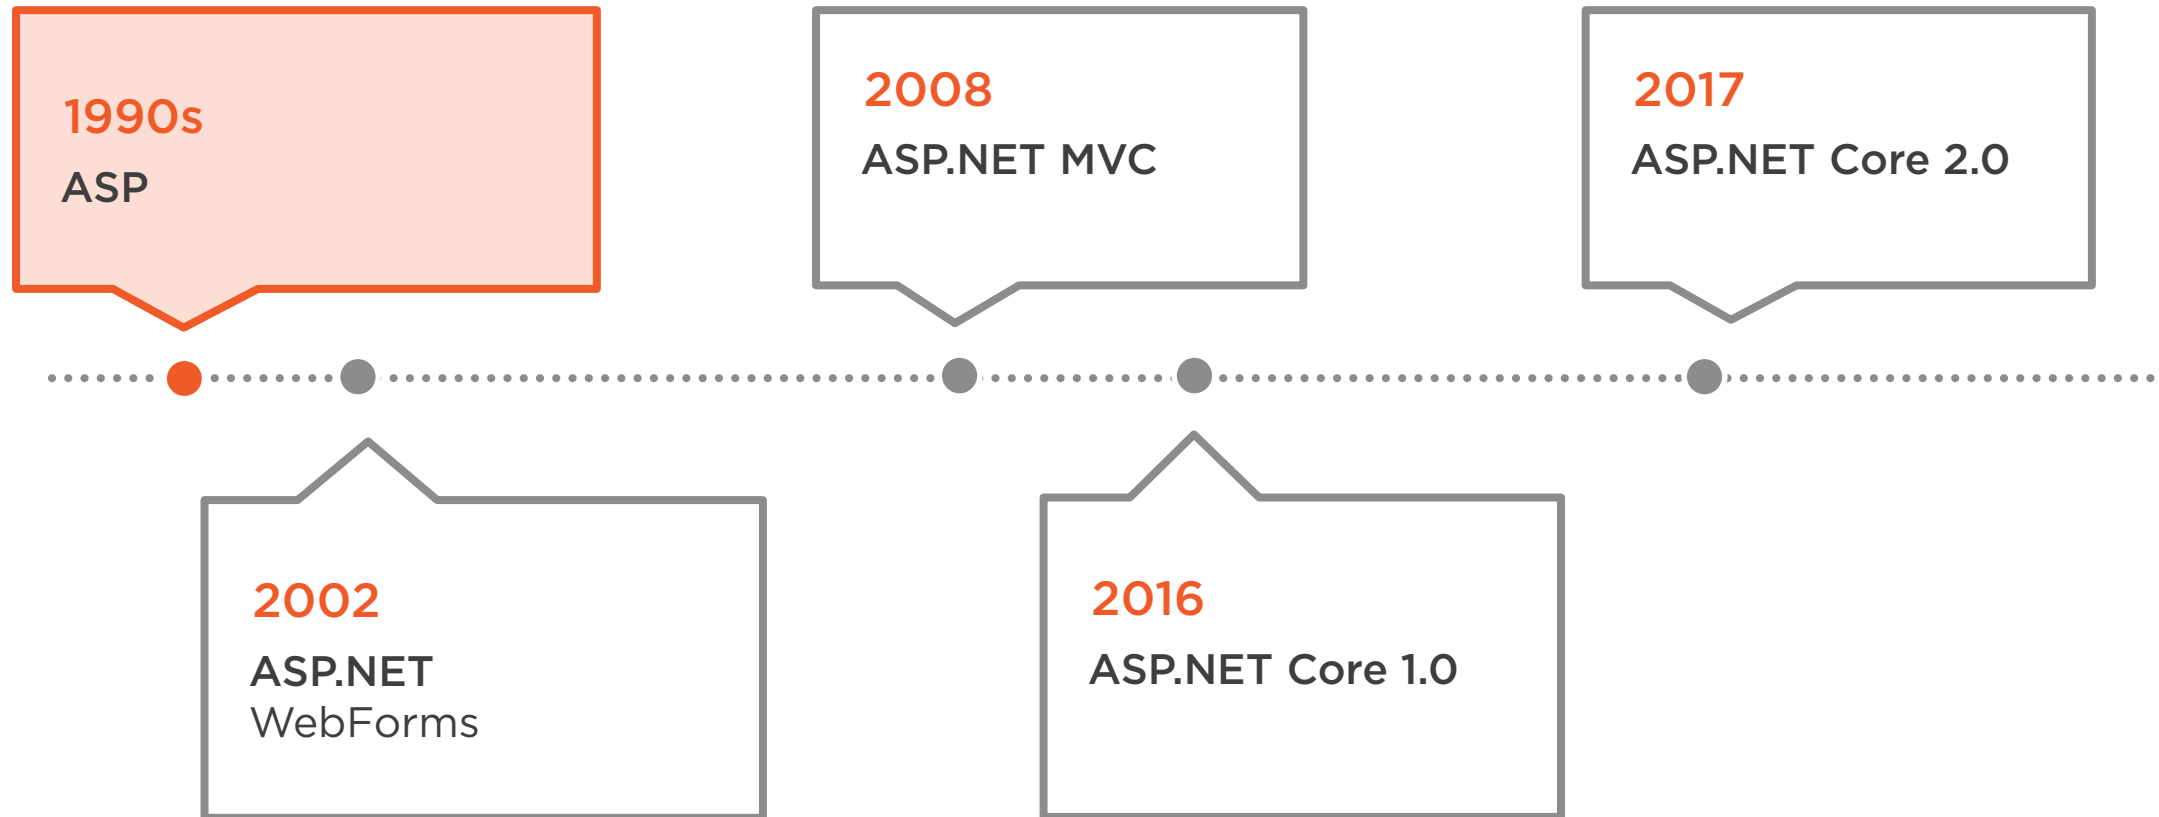 1990s
ASP
2002
ASP.NET
WebForms
2008
ASP.NET MVC
2016
ASP.NET Core 1.0
2017
ASP.NET Core 2.0